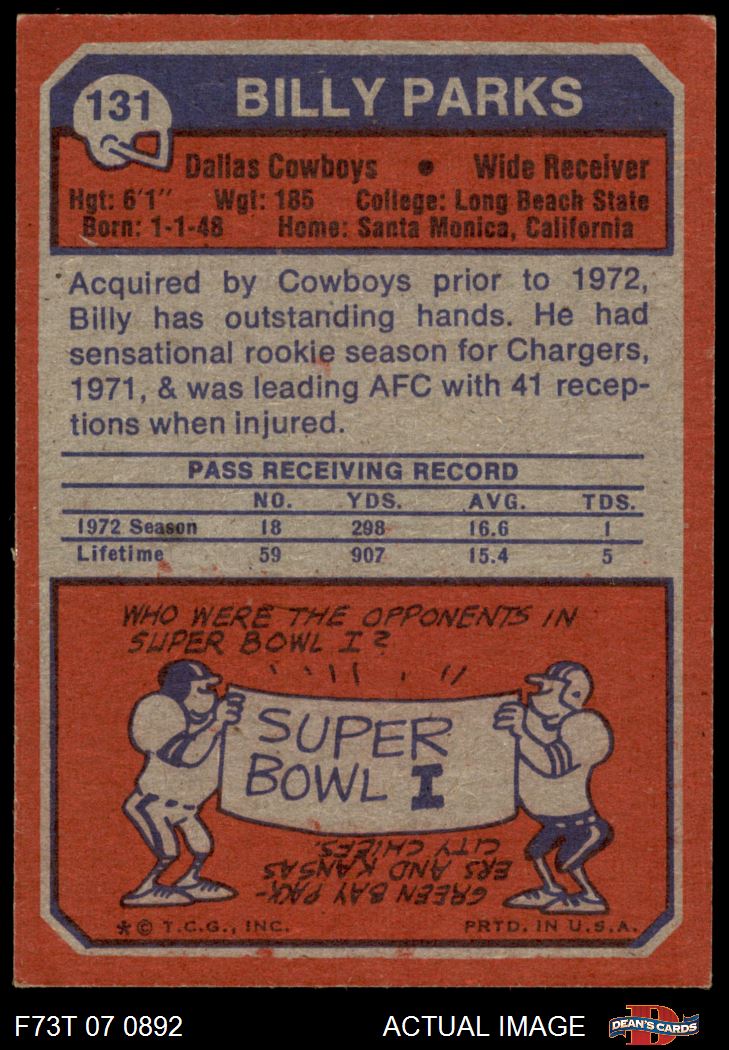 131
BILLY PARKS
Dallas Cowboys • Wide Receiver
Hgt: 6'1" Wgt: 185 College: Long Beach State
Born: 1-1-48 Home: Santa Monica, California
Acquired by Cowboys prior to 1972,
Billy has outstanding hands. He had
sensational rookie season for Chargers,
1971, & was leading AFC with 41 recep-
tions when injured.
PASS RECEIVING RECORD
NO. YDS. AVG. TDS.
1972 Season 18 298 16.6 1
Lifetime 59 907 15.4 5
WHO WERE THE OPPONENTS IN
SUPER BOWL I?
SUPER
BOWL I
GREEN BAY PACK-
ERS AND KANSAS
CITY CHIEFS.
*© T.C.G., INC. PRTD. IN U.S.A.
F73T 07 0892 ACTUAL IMAGE DEAN'S CARDS